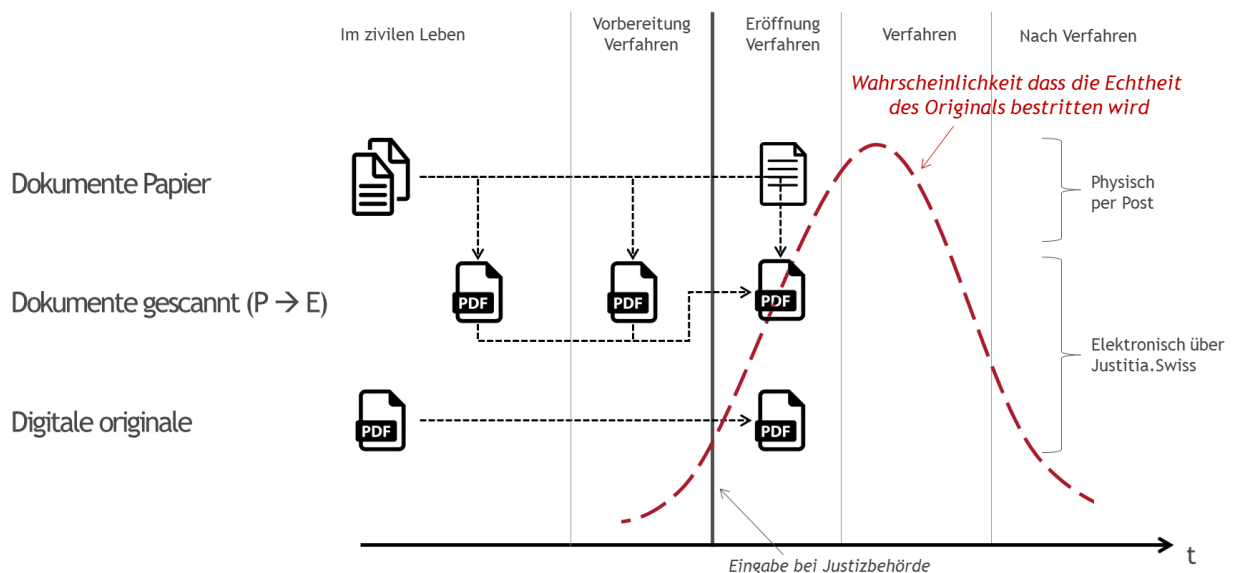 Im zivilen Leben
Vorbereitung
Verfahren
Eröffnung
Verfahren
Verfahren
Nach Verfahren
Wahrscheinlichkeit dass die Echtheit
des Originals bestritten wird
Dokumente Papier
Physisch
per Post
Dokumente gescannt (P → E)
PDF
PDF
PDF
Elektronisch über
Justitia.Swiss
Digitale originale
PDF
PDF
t
Eingabe bei Justizbehörde